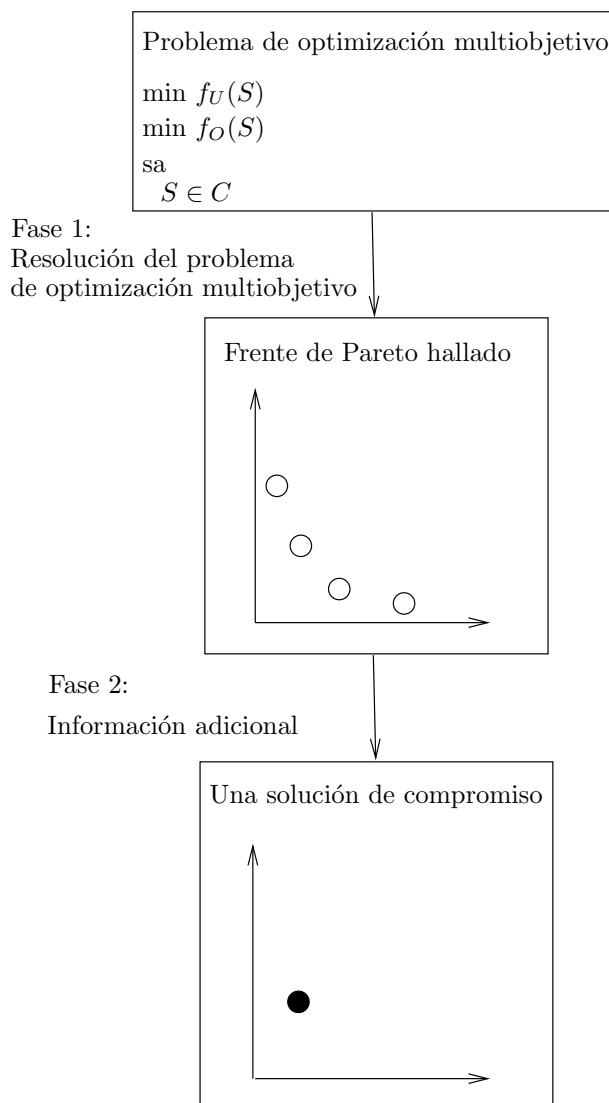 Problema de optimización multiobjetivo
min f_U(S)
min f_O(S)
sa
S ∈ C
Fase 1:
Resolución del problema
de optimización multiobjetivo
Frente de Pareto hallado
Fase 2:
Información adicional
Una solución de compromiso